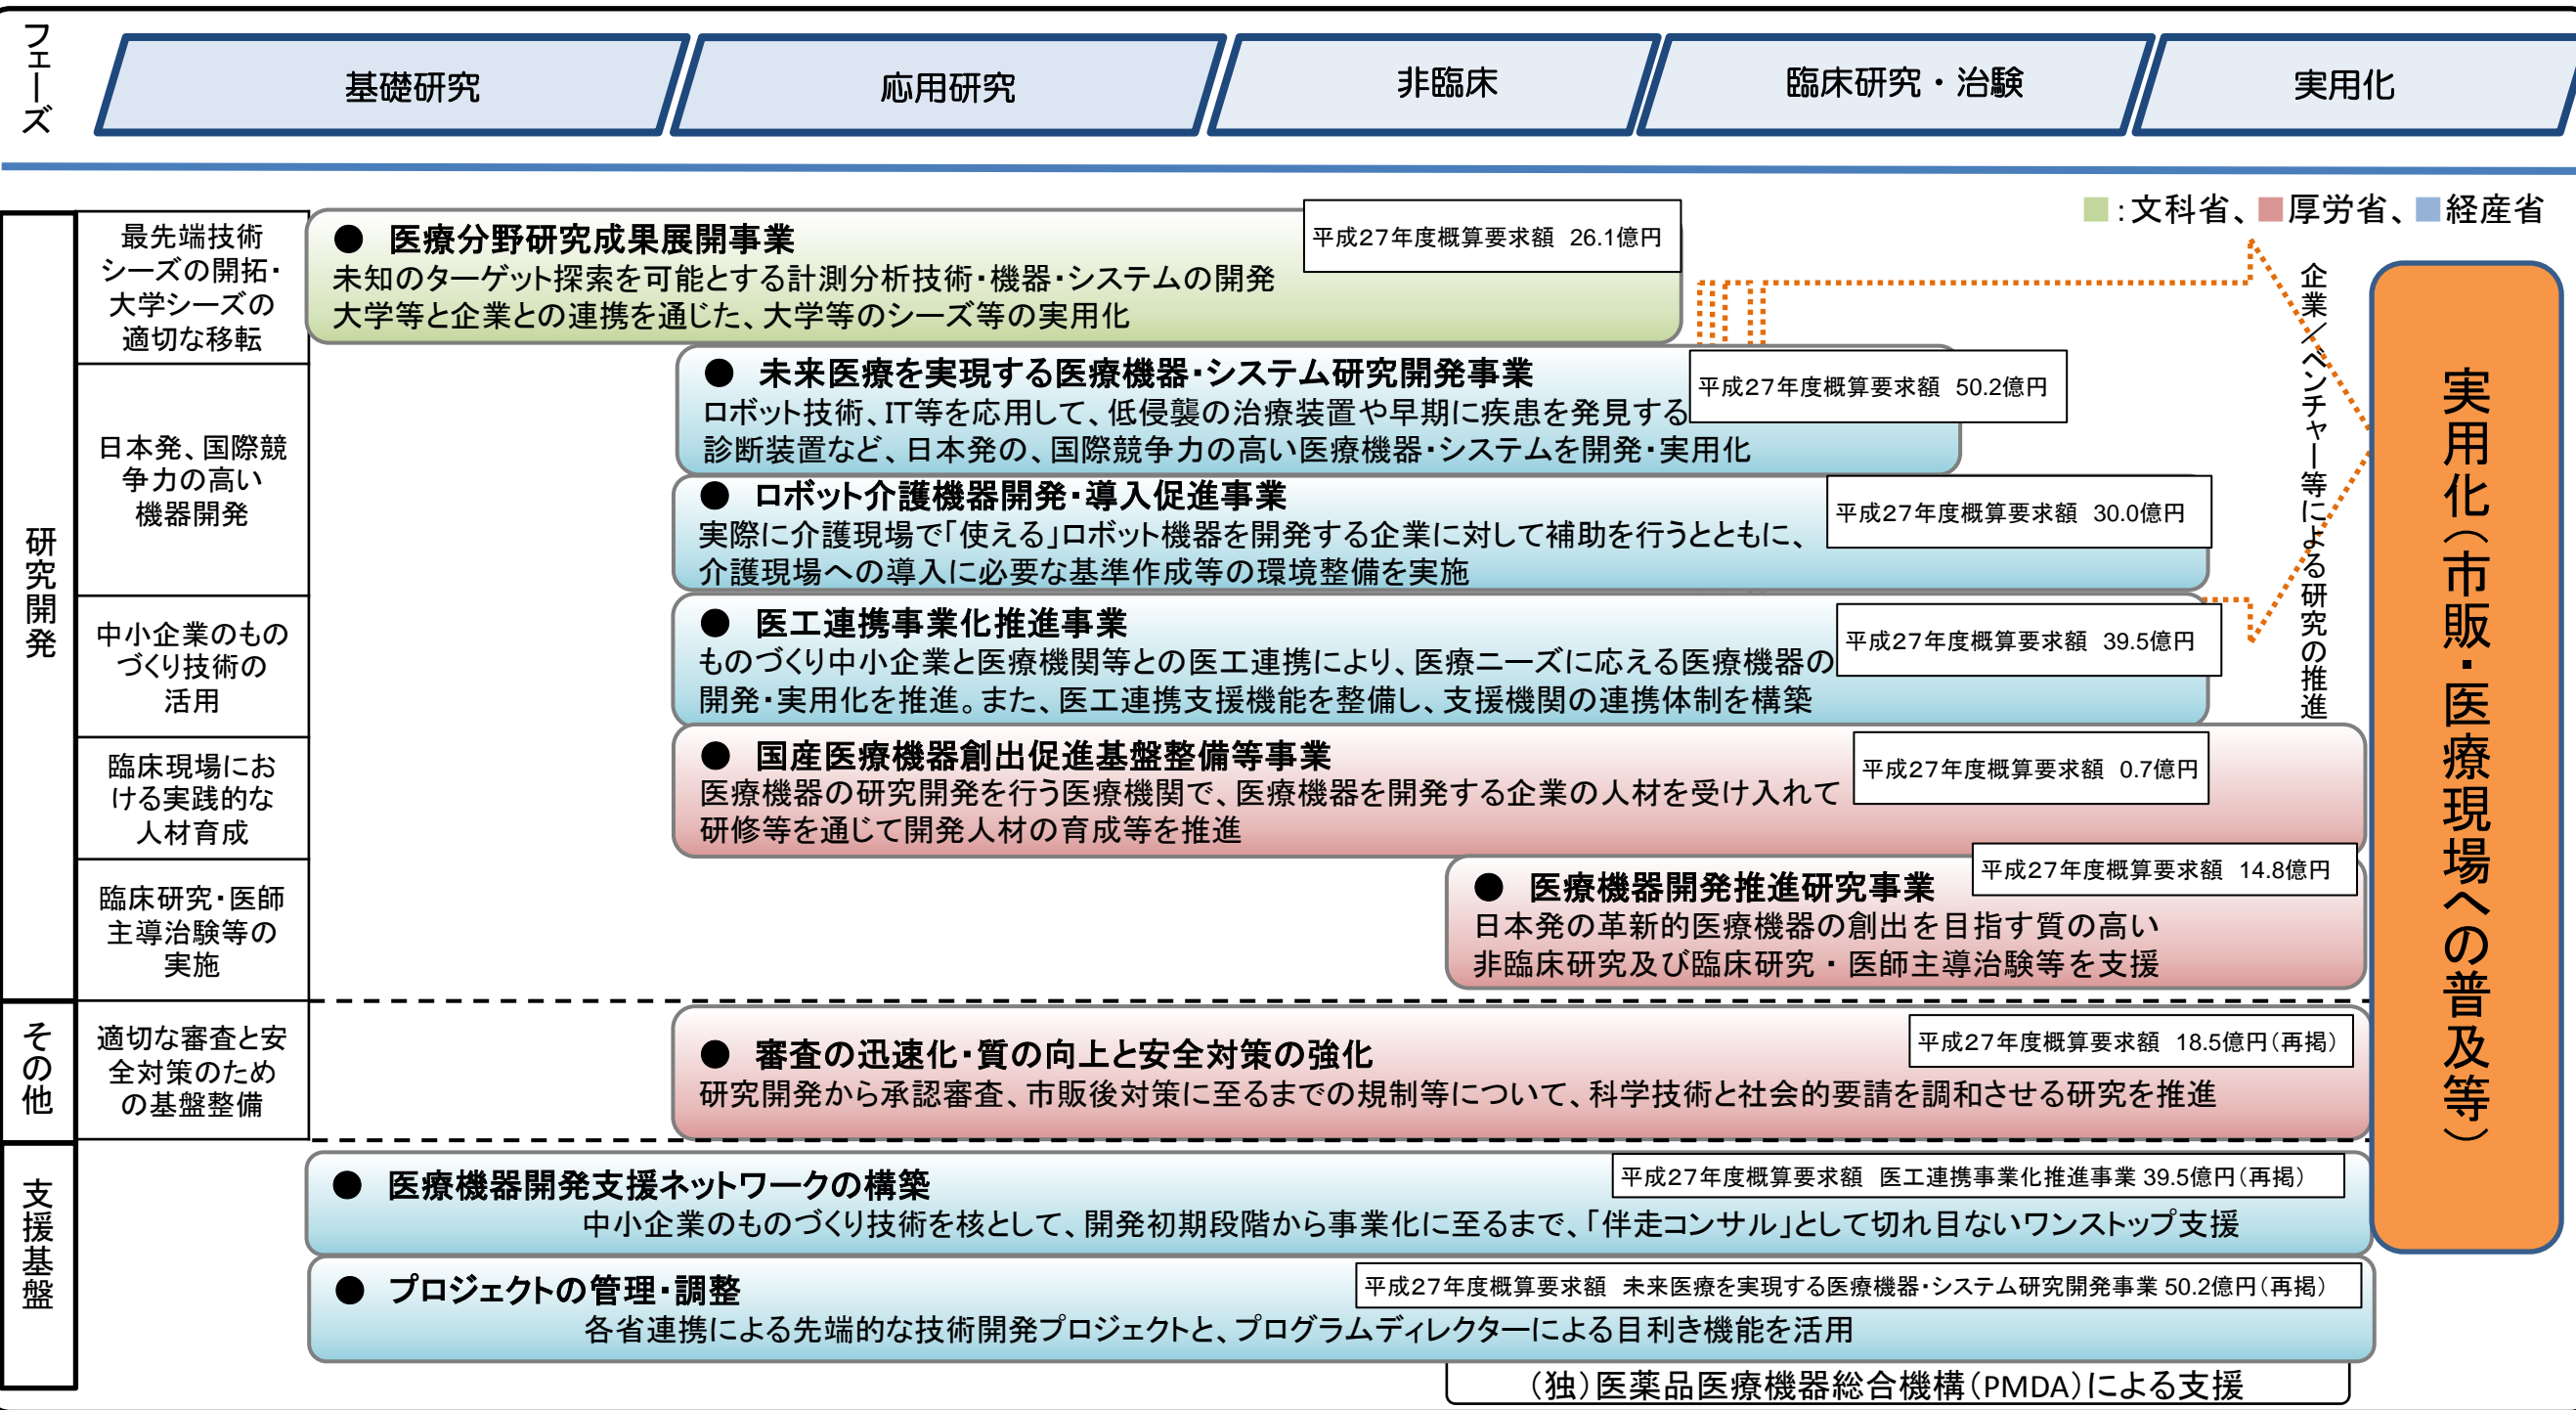 フェーズ
基礎研究
応用研究
非臨床
臨床研究・治験
実用化
■:文科省、■厚労省、■経産省
研究開発
最先端技術
シーズの開拓・
大学シーズの
適切な移転
● 医療分野研究成果展開事業
平成27年度概算要求額 26.1億円
未知のターゲット探索を可能とする計測分析技術・機器・システムの開発
大学等と企業との連携を通じた、大学等のシーズ等の実用化
日本発、国際競
争力の高い
機器開発
● 未来医療を実現する医療機器・システム研究開発事業
平成27年度概算要求額 50.2億円
ロボット技術、IT等を応用して、低侵襲の治療装置や早期に疾患を発見する
診断装置など、日本発の、国際競争力の高い医療機器・システムを開発・実用化
● ロボット介護機器開発・導入促進事業
平成27年度概算要求額 30.0億円
実際に介護現場で「使える」ロボット機器を開発する企業に対して補助を行うとともに、
介護現場への導入に必要な基準作成等の環境整備を実施
中小企業のもの
づくり技術の
活用
● 医工連携事業化推進事業
平成27年度概算要求額 39.5億円
ものづくり中小企業と医療機関等との医工連携により、医療ニーズに応える医療機器の
開発・実用化を推進。また、医工連携支援機能を整備し、支援機関の連携体制を構築
臨床現場にお
ける実践的な
人材育成
● 国産医療機器創出促進基盤整備等事業
平成27年度概算要求額 0.7億円
医療機器の研究開発を行う医療機関で、医療機器を開発する企業の人材を受け入れて
研修等を通じて開発人材の育成等を推進
臨床研究・医師
主導治験等の
実施
● 医療機器開発推進研究事業
平成27年度概算要求額 14.8億円
日本発の革新的医療機器の創出を目指す質の高い
非臨床研究及び臨床研究・医師主導治験等を支援
企業/ベンチャー等による研究の推進
実用化(市販・医療現場への普及等)
その他
適切な審査と安
全対策のため
の基盤整備
● 審査の迅速化・質の向上と安全対策の強化
平成27年度概算要求額 18.5億円(再掲)
研究開発から承認審査、市販後対策に至るまでの規制等について、科学技術と社会的要請を調和させる研究を推進
支援基盤
● 医療機器開発支援ネットワークの構築
平成27年度概算要求額 医工連携事業化推進事業 39.5億円(再掲)
中小企業のものづくり技術を核として、開発初期段階から事業化に至るまで、「伴走コンサル」として切れ目ないワンストップ支援
● プロジェクトの管理・調整
平成27年度概算要求額 未来医療を実現する医療機器・システム研究開発事業 50.2億円(再掲)
各省連携による先端的な技術開発プロジェクトと、プログラムディレクターによる目利き機能を活用
(独)医薬品医療機器総合機構(PMDA)による支援